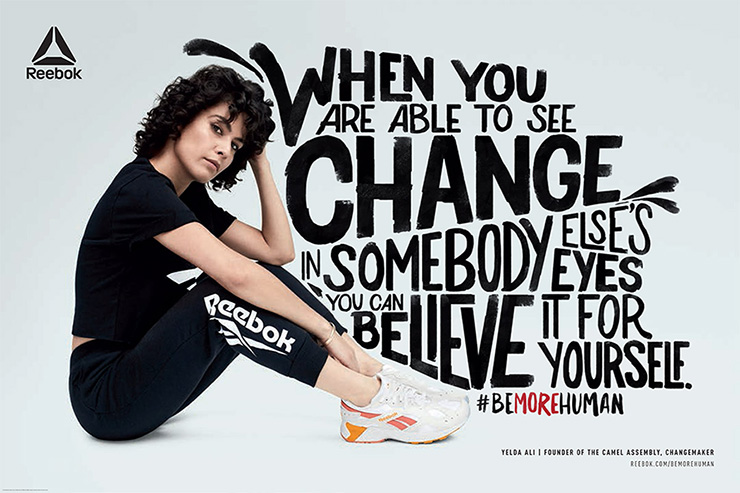 Reebok
WHEN YOU
ARE ABLE TO SEE
CHANGE
IN SOMEBODY ELSE'S
EYES
YOU CAN
BELIEVE IT FOR
YOURSELF.
Reebok
#BEMOREHUMAN
YELDA ALI | FOUNDER OF THE CAMEL ASSEMBLY, CHANGEMAKER
REEBOK.COM/BEMOREHUMAN